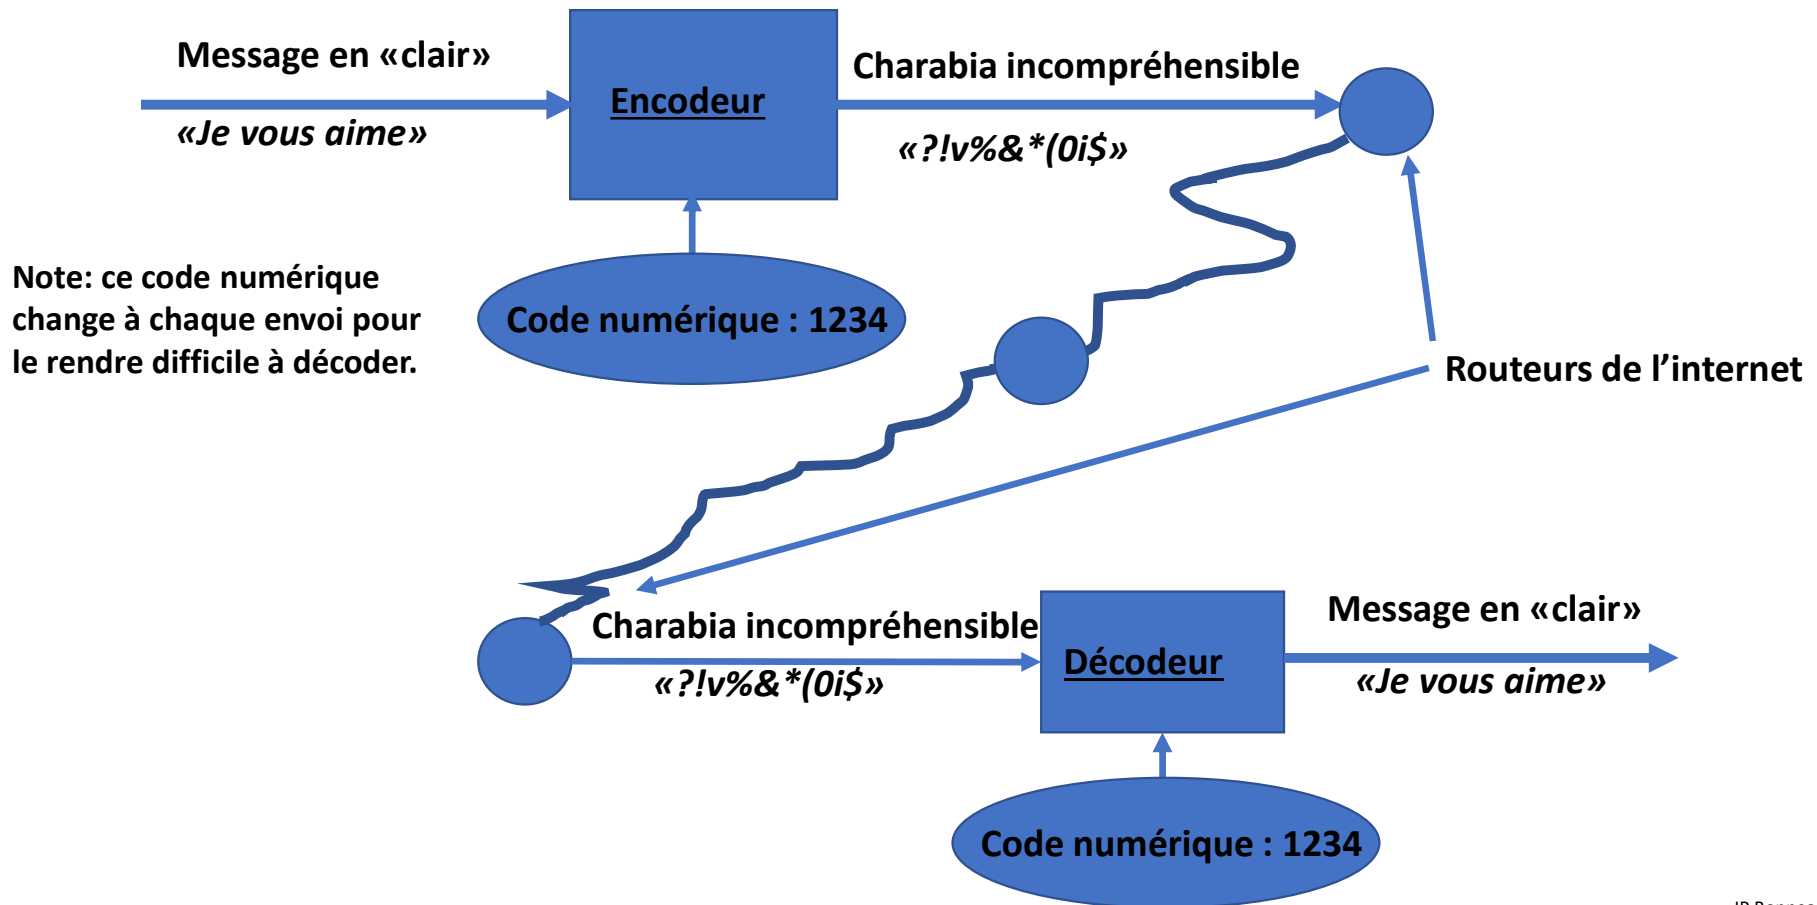 Message en «clair»
«Je vous aime»
Encodeur
Charabia incompréhensible
«?!v%&*(0i$»
Code numérique : 1234
Note: ce code numérique
change à chaque envoi pour
le rendre difficile à décoder.
Routeurs de l’internet
Charabia incompréhensible
«?!v%&*(0i$»
Décodeur
Message en «clair»
«Je vous aime»
Code numérique : 1234